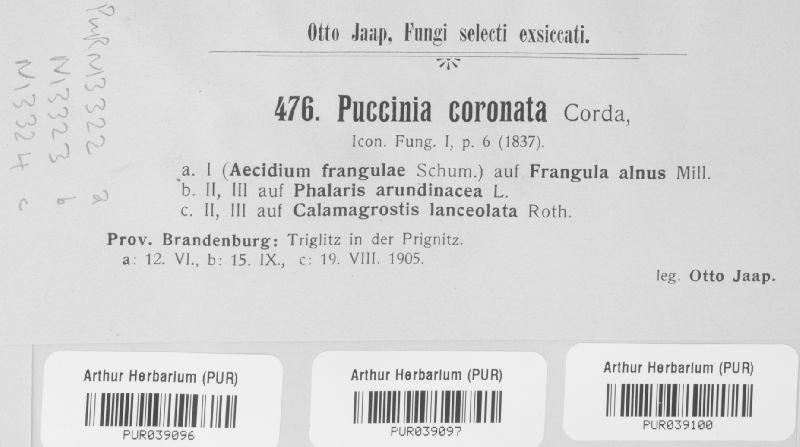 Otto Jaap, Fungi selecti exsiccati.
476. Puccinia coronata Corda,
Icon. Fung. I, p. 6 (1837).
a. I (Aecidium frangulae Schum.) auf Frangula alnus Mill.
b. II, III auf Phalaris arundinacea L.
c. II, III auf Calamagrostis lanceolata Roth.
Prov. Brandenburg: Triglitz in der Prignitz.
a: 12. VI., b: 15. IX., c: 19. VIII. 1905.
leg. Otto Jaap.
PUR N3322 a
N3323 b
N3324 c
Arthur Herbarium (PUR)
PUR039096
Arthur Herbarium (PUR)
PUR039097
Arthur Herbarium (PUR)
PUR039100